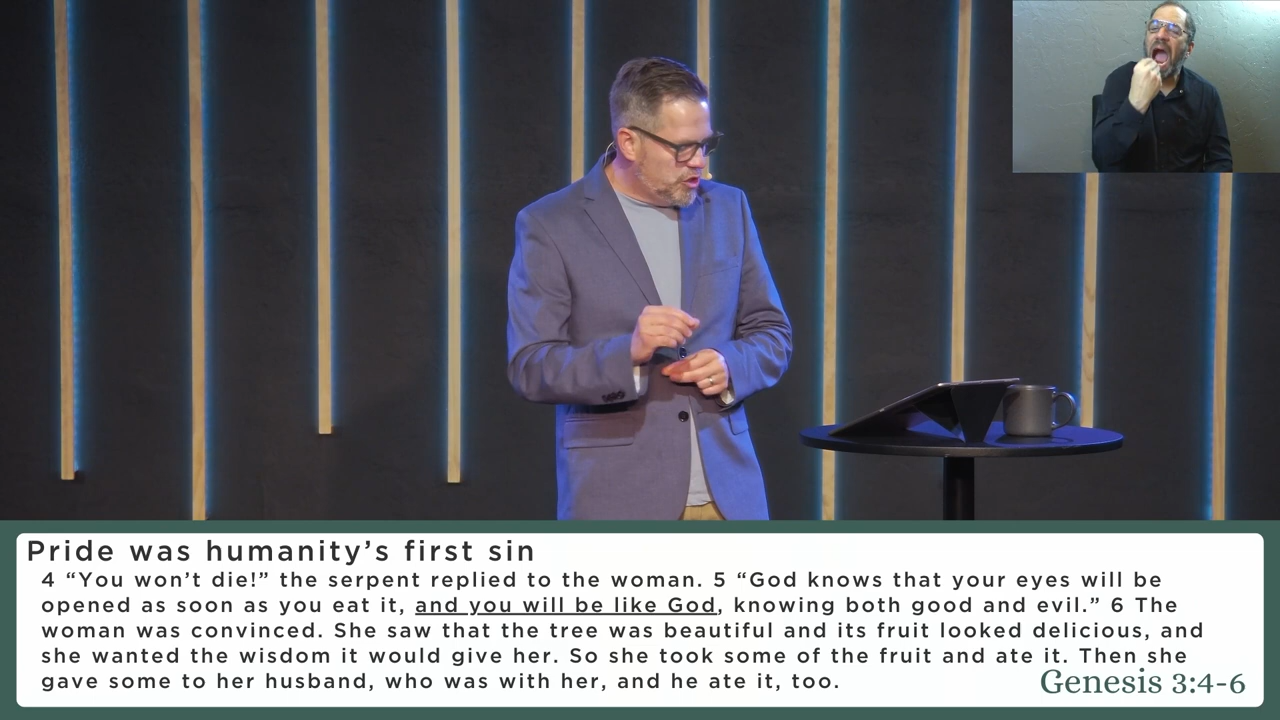 Pride was humanity’s first sin
4 “You won’t die!” the serpent replied to the woman. 5 “God knows that your eyes will be
opened as soon as you eat it, and you will be like God, knowing both good and evil.” 6 The
woman was convinced. She saw that the tree was beautiful and its fruit looked delicious, and
she wanted the wisdom it would give her. So she took some of the fruit and ate it. Then she
gave some to her husband, who was with her, and he ate it, too.
Genesis 3:4-6